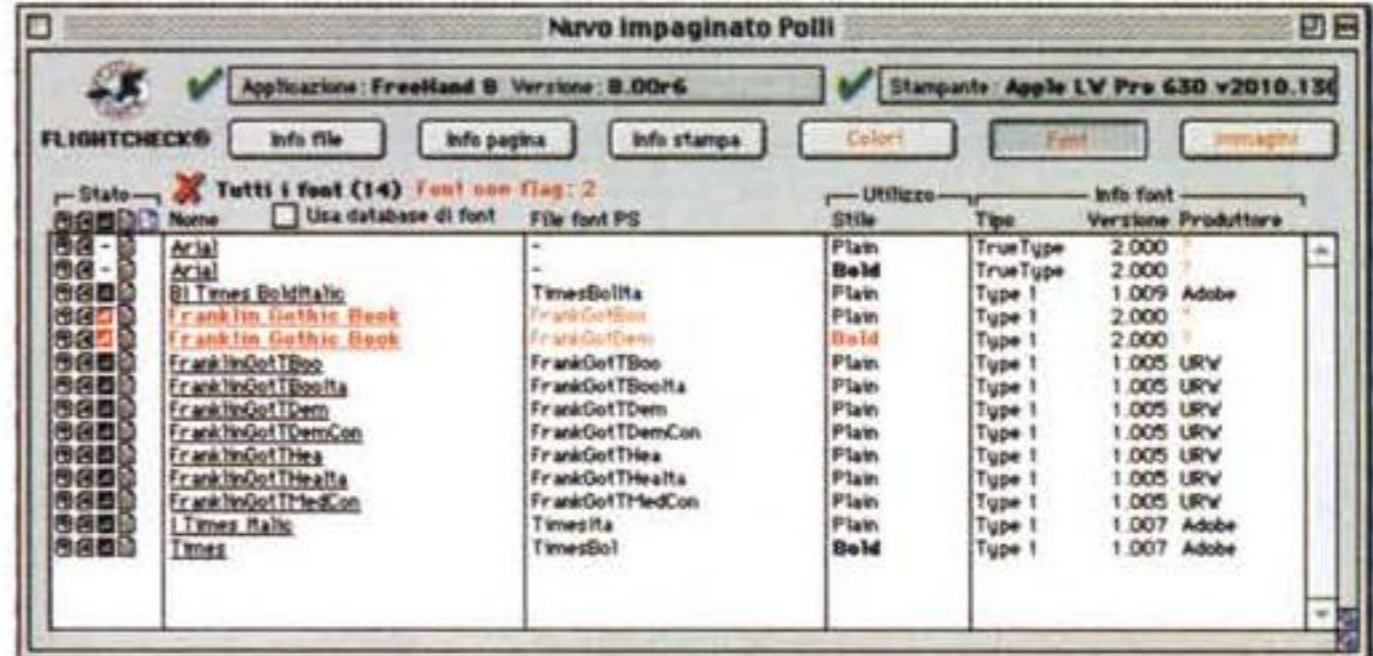 Nuvo Impaginato Polli
Applicazione: FreeHand 8 Versione: 8.00r6 Stampante: Apple LW Pro 630 v2010.130
FLIGHTCHECK® Info file Info pagina Info stampa Colori Font Immagini
Stato Tutti i font (14) Font con flag: 2 Utilizzo Info font
Nome Usa database di font File font PS Stile Tipo Versione Produttore
Arial - Plain TrueType 2.000 ?
Arial - Bold TrueType 2.000 ?
BI Times BoldItalic TimesBolIta Plain Type 1 1.009 Adobe
Franklin Gothic Book FrankGotBoo Plain Type 1 2.000 ?
Franklin Gothic Book FrankGotDem Bold Type 1 2.000 ?
FranklinGotTBoo FrankGotTBoo Plain Type 1 1.005 URW
FranklinGotTBooIta FrankGotTBooIta Plain Type 1 1.005 URW
FranklinGotTDem FrankGotTDem Plain Type 1 1.005 URW
FranklinGotTDemCon FrankGotTDemCon Plain Type 1 1.005 URW
FranklinGotTHea FrankGotTHea Plain Type 1 1.005 URW
FranklinGotTHeaIta FrankGotTHeaIta Plain Type 1 1.005 URW
FranklinGotTMedCon FrankGotTMedCon Plain Type 1 1.005 URW
I Times Italic TimesIta Plain Type 1 1.007 Adobe
Times TimesBol Bold Type 1 1.007 Adobe